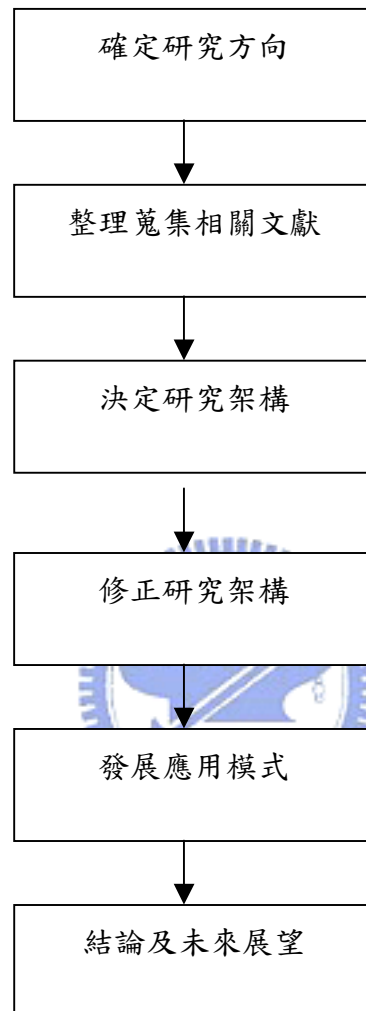 確定研究方向
整理蒐集相關文獻
決定研究架構
修正研究架構
發展應用模式
結論及未來展望